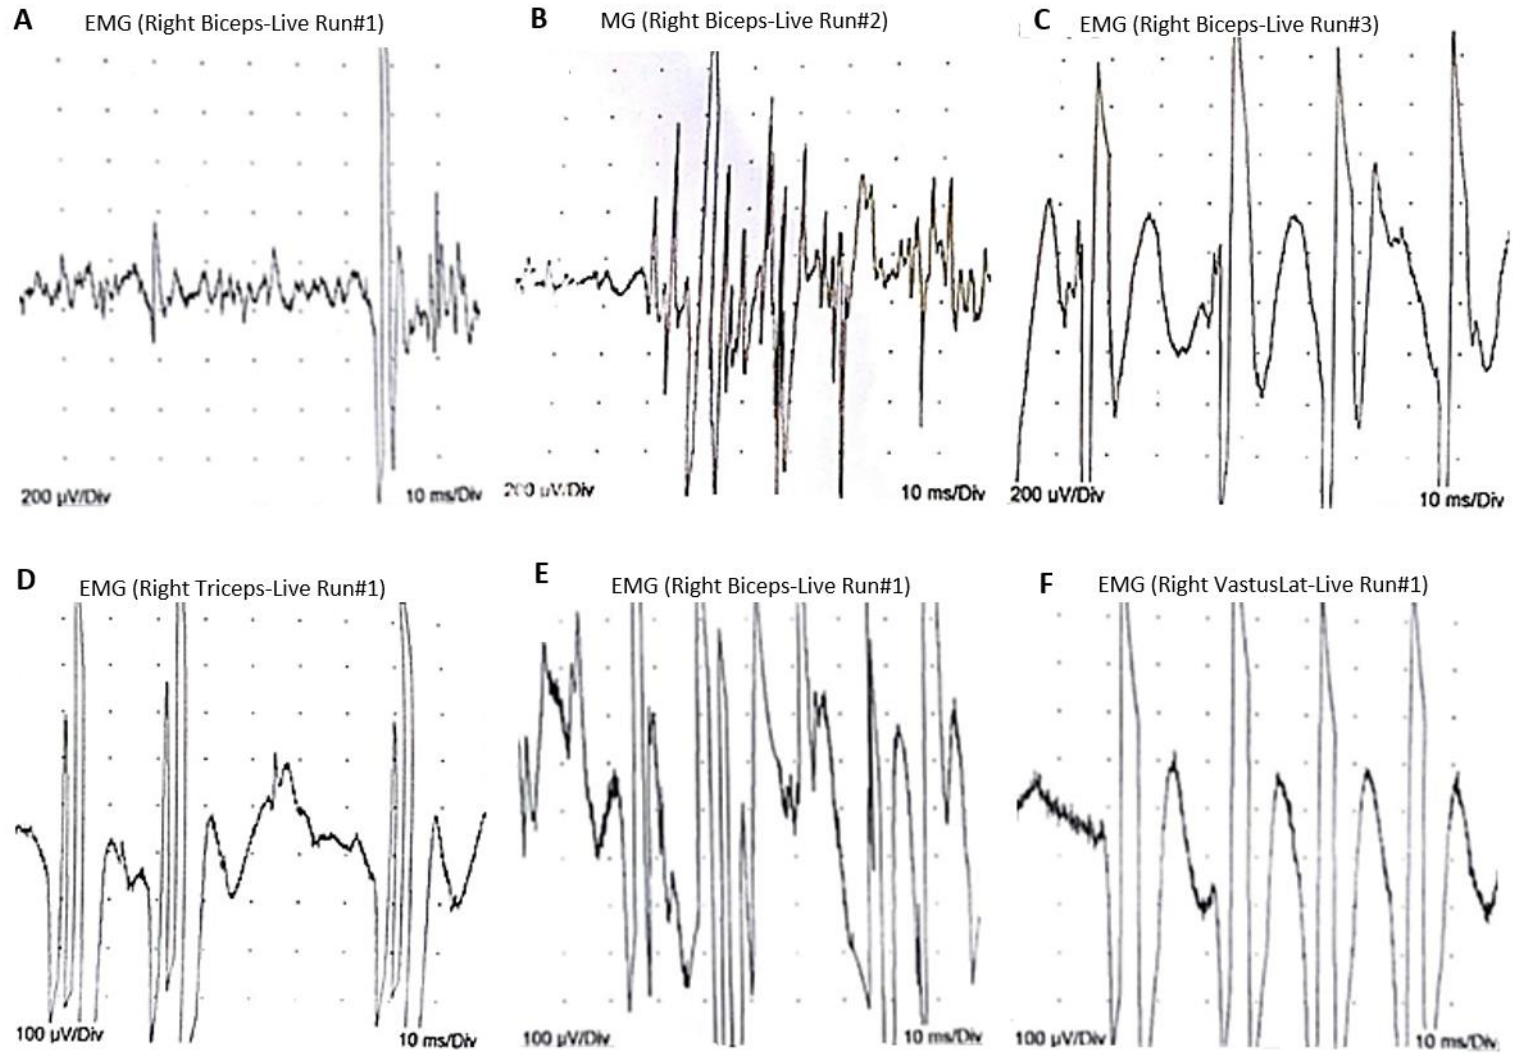 A
EMG (Right Biceps-Live Run#1)
200 µV/Div
10 ms/Div
B
MG (Right Biceps-Live Run#2)
200 µV/Div
10 ms/Div
C
EMG (Right Biceps-Live Run#3)
200 µV/Div
10 ms/Div
D
EMG (Right Triceps-Live Run#1)
100 µV/Div
10 ms/Div
E
EMG (Right Biceps-Live Run#1)
100 µV/Div
10 ms/Div
F
EMG (Right VastusLat-Live Run#1)
100 µV/Div
10 ms/Div